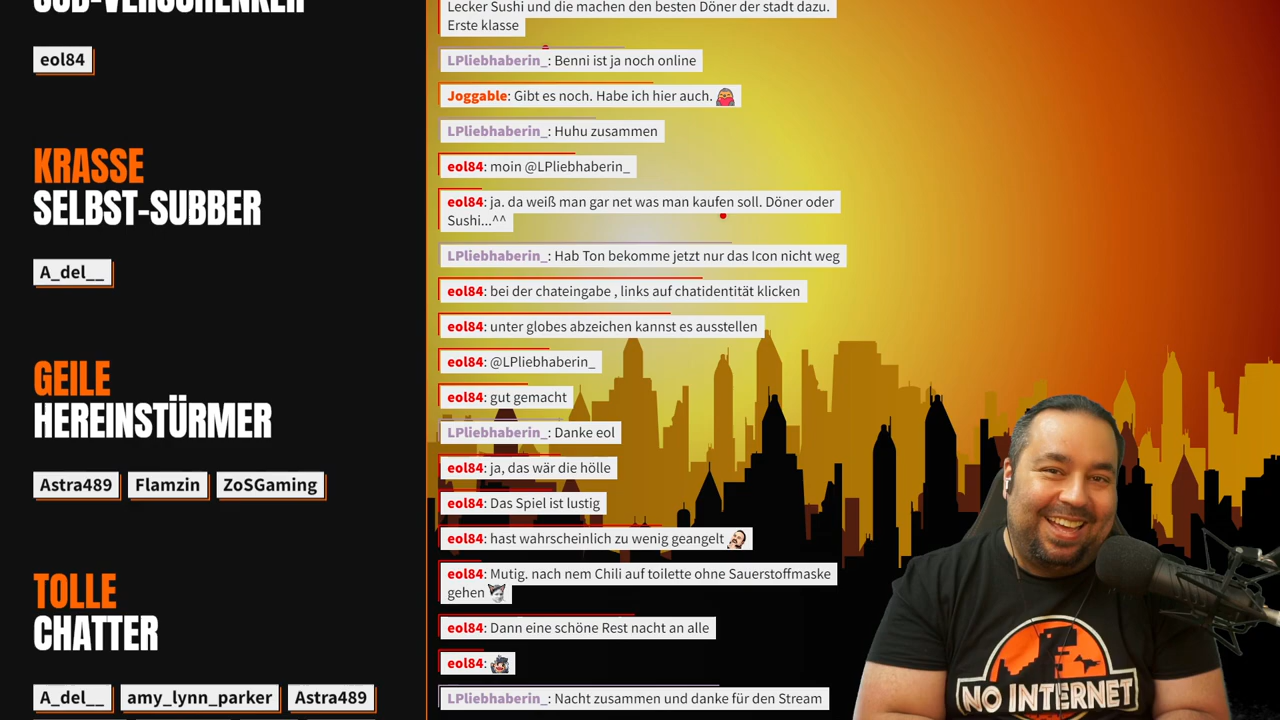 SUB-VERSCHENKER
eol84
KRASSE
SELBST-SUBBER
A_del__
GEILE
HEREINSTÜRMER
Astra489 Flamzin ZoSGaming
TOLLE
CHATTER
A_del__ amy_lynn_parker Astra489
Lecker Sushi und die machen den besten Döner der stadt dazu.
Erste klasse
LPliebhaberin_: Benni ist ja noch online
Joggable: Gibt es noch. Habe ich hier auch.
LPliebhaberin_: Huhu zusammen
eol84: moin @LPliebhaberin_
eol84: ja. da weiß man gar net was man kaufen soll. Döner oder
Sushi...^^
LPliebhaberin_: Hab Ton bekomme jetzt nur das Icon nicht weg
eol84: bei der chateingabe , links auf chatidentität klicken
eol84: unter globes abzeichen kannst es ausstellen
eol84: @LPliebhaberin_
eol84: gut gemacht
LPliebhaberin_: Danke eol
eol84: ja, das wär die hölle
eol84: Das Spiel ist lustig
eol84: hast wahrscheinlich zu wenig geangelt
eol84: Mutig. nach nem Chili auf toilette ohne Sauerstoffmaske
gehen
eol84: Dann eine schöne Rest nacht an alle
eol84:
LPliebhaberin_: Nacht zusammen und danke für den Stream
NO INTERNET